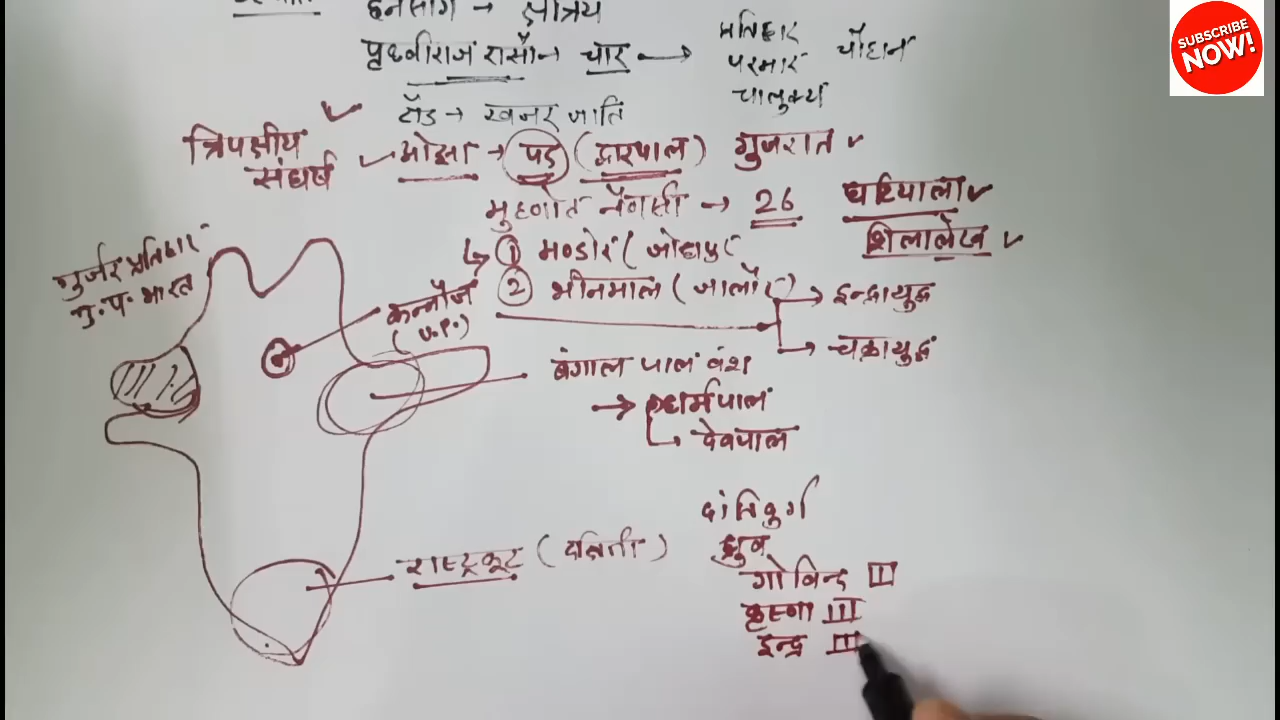 हेनसांग → क्षत्रिय
पृथ्वीराज रासौ → चार → प्रतिहार परमार चालुक्य चौहान
टॉड → खजर जाति
त्रिपक्षीय संघर्ष
ओझा → पद (द्वारपाल) गुजरात
मुहणोत नैणसी → 26
घटियाला शिलालेख
① मण्डोर (जोधपुर
② भीनमाल (जालौर)
गुर्जर प्रतिहार
उ.प. भारत
कन्नौज
(U.P.)
इन्द्रायुद्ध
चक्रायुद्ध
बंगाल पाल वंश
→ धर्मपाल
देवपाल
राष्ट्रकूट (दक्षिणी)
दांतिदुर्ग
ध्रुव
गोविन्द III
कृष्णा III
इन्द्र III
SUBSCRIBE
NOW!